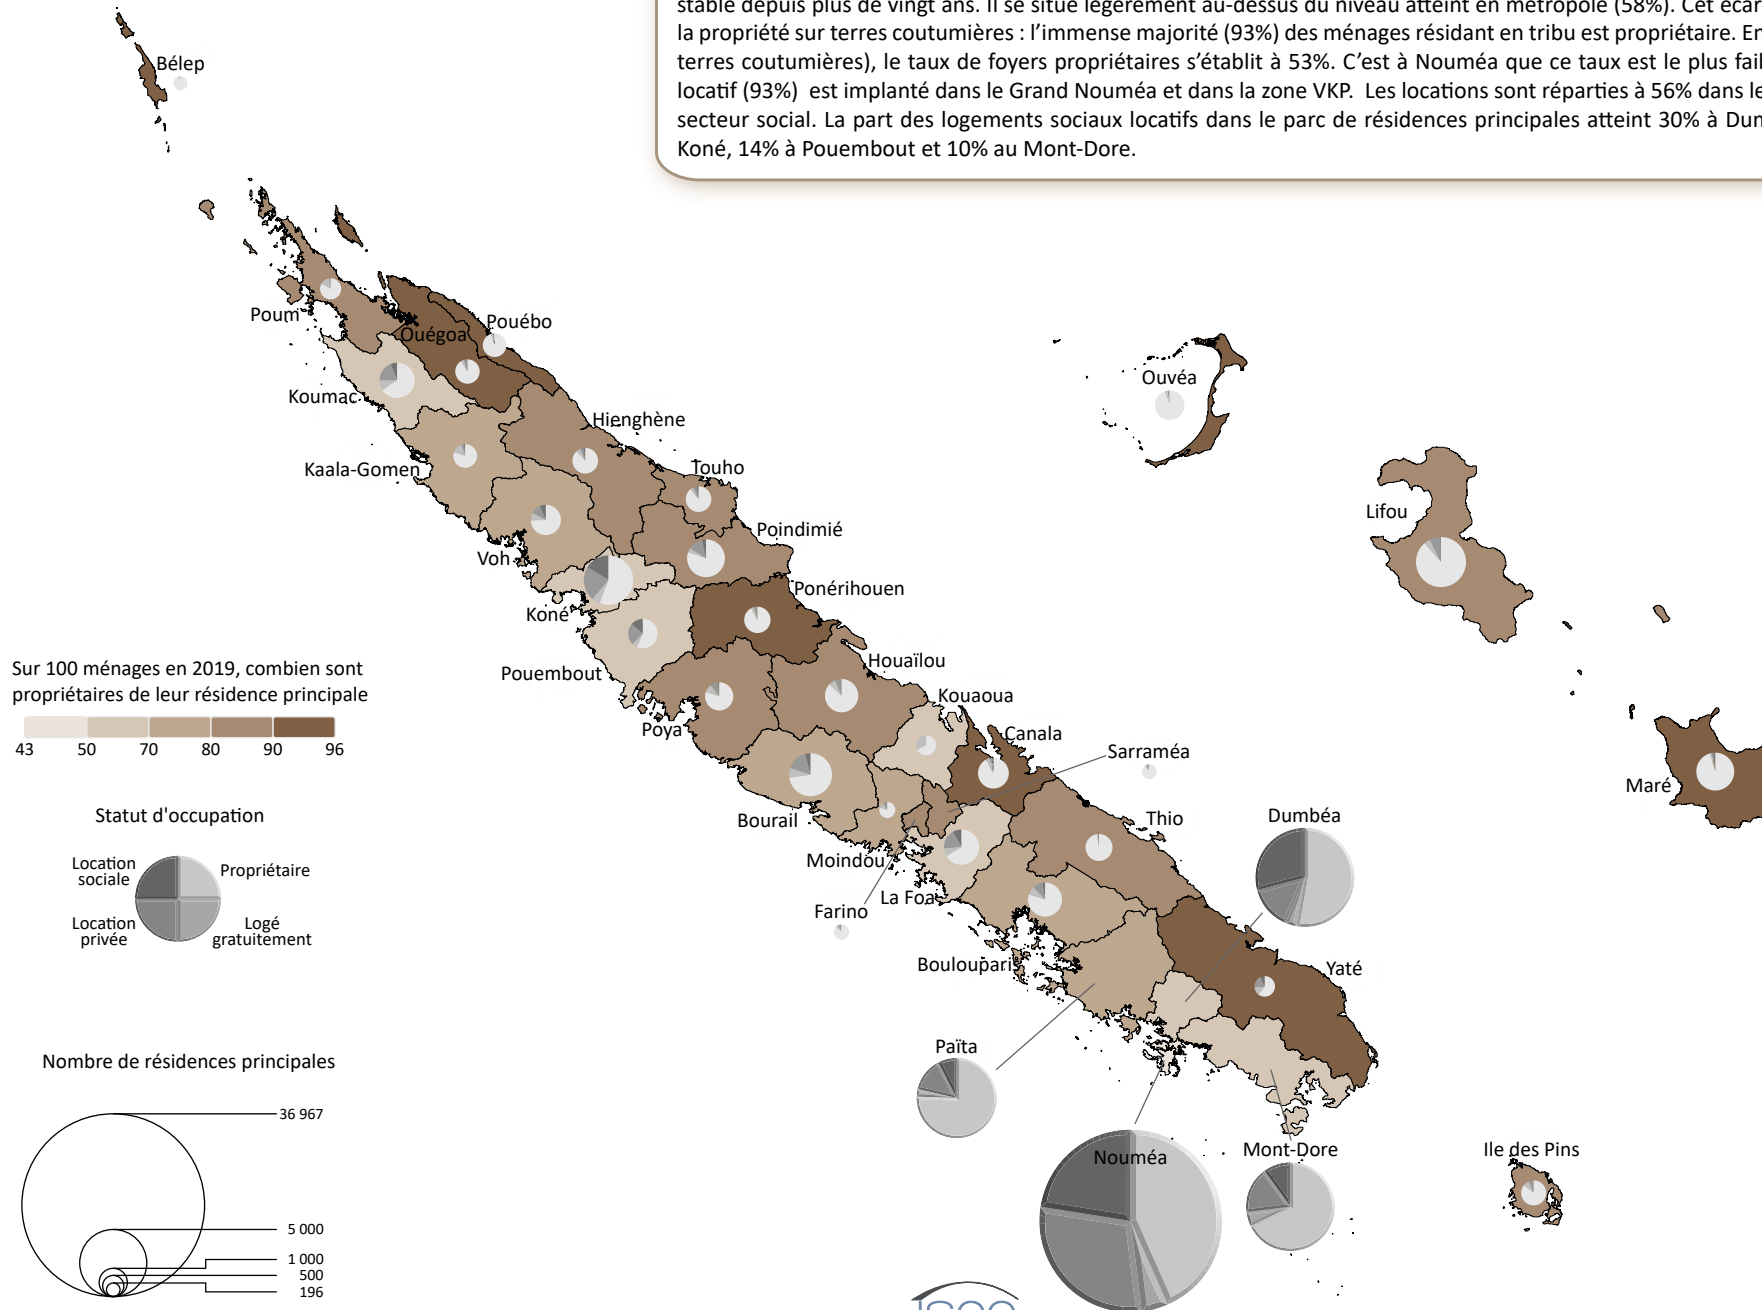 stable depuis plus de vingt ans. Il se situe légèrement au-dessus du niveau atteint en métropole (58%). Cet écar
la propriété sur terres coutumières : l'immense majorité (93%) des ménages résidant en tribu est propriétaire. En
terres coutumières), le taux de foyers propriétaires s'établit à 53%. C'est à Nouméa que ce taux est le plus fail
locatif (93%) est implanté dans le Grand Nouméa et dans la zone VKP. Les locations sont réparties à 56% dans le
secteur social. La part des logements sociaux locatifs dans le parc de résidences principales atteint 30% à Dum
Koné, 14% à Pouembout et 10% au Mont-Dore.
Bélep
Poum
Ouégoa
Pouébo
Koumac
Hienghène
Kaala-Gomen
Touho
Ouvéa
Lifou
Voh
Poindimié
Koné
Ponérihouen
Pouembout
Houaïlou
Poya
Kouaoua
Canala
Sarraméa
Maré
Bourail
Thio
Dumbéa
Moindou
La Foa
Farino
Boulouparis
Yaté
Païta
Nouméa
Mont-Dore
Ile des Pins
Sur 100 ménages en 2019, combien sont
propriétaires de leur résidence principale
43 50 70 80 90 96
Statut d'occupation
Location
sociale
Propriétaire
Location
privée
Logé
gratuitement
Nombre de résidences principales
36 967
5 000
1 000
500
196